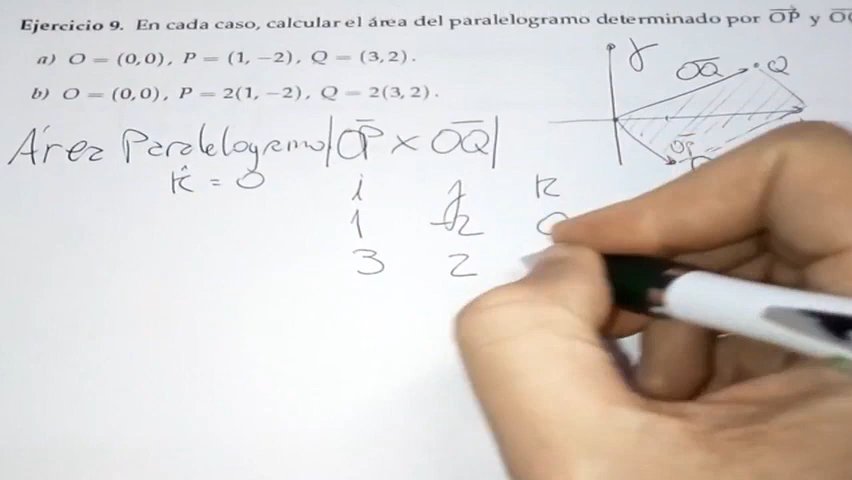 Ejercicio 9. En cada caso, calcular el área del paralelogramo determinado por OP y
a) O = (0,0), P = (1, −2), Q = (3, 2).
b) O = (0,0), P = 2(1, −2), Q = 2(3, 2).
y
OQ Q
OP
Área Paralelogramo |OP × OQ|
k̂ = 0
i j k
1 -2 0
3 2